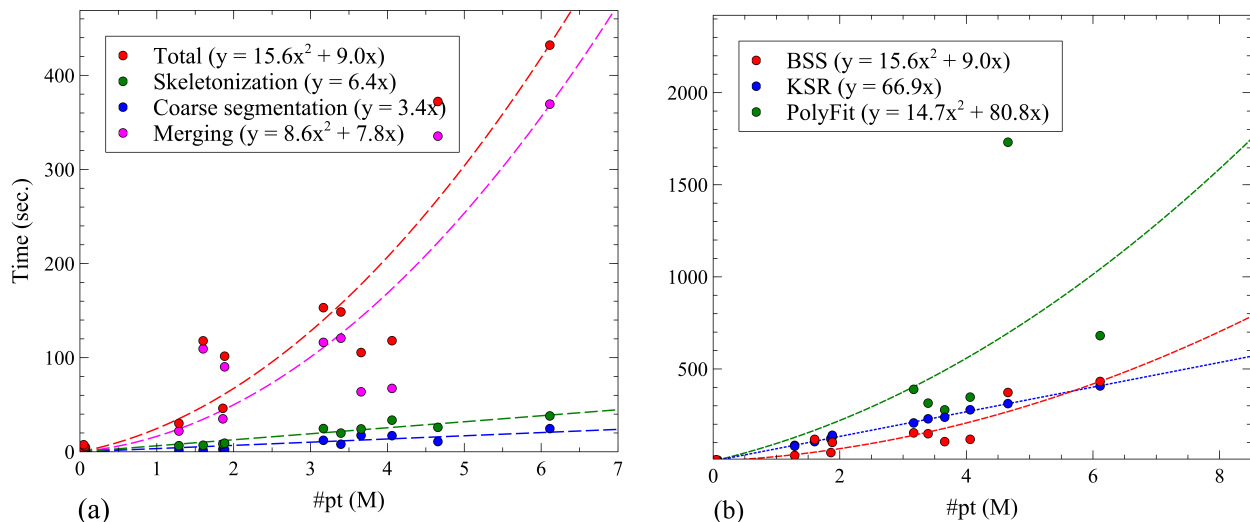 Total (y = 15.6x² + 9.0x)
Skeletonization (y = 6.4x)
Coarse segmentation (y = 3.4x)
Merging (y = 8.6x² + 7.8x)
Time (sec.)
400
300
200
100
0
0 1 2 3 4 5 6 7
#pt (M)
(a)
BSS (y = 15.6x² + 9.0x)
KSR (y = 66.9x)
PolyFit (y = 14.7x² + 80.8x)
2000
1500
1000
500
0 2 4 6 8
#pt (M)
(b)